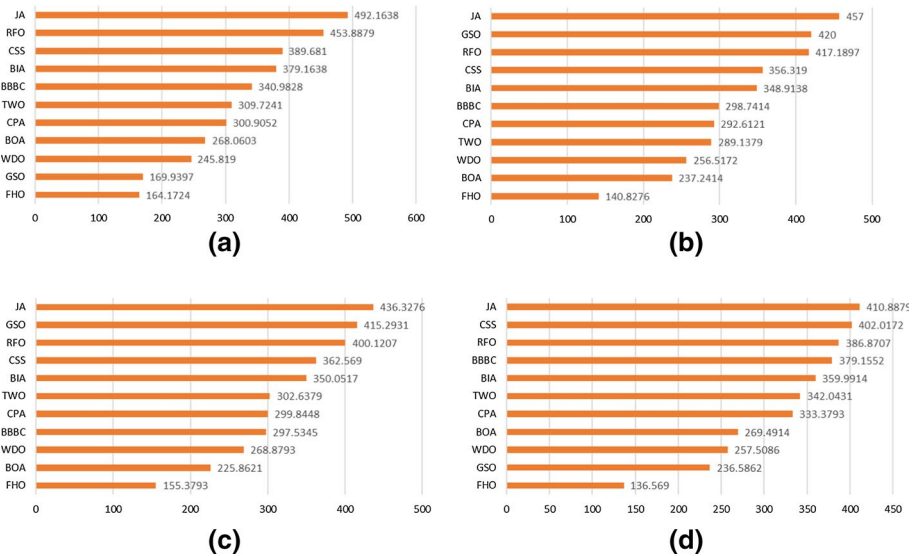 JA 492.1638
RFO 453.8879
CSS 389.681
BIA 379.1638
BBBC 340.9828
TWO 309.7241
CPA 300.9052
BOA 268.0603
WDO 245.819
GSO 169.9397
FHO 164.1724
0 100 200 300 400 500 600
(a)
JA 457
GSO 420
RFO 417.1897
CSS 356.319
BIA 348.9138
BBBC 298.7414
CPA 292.6121
TWO 289.1379
WDO 256.5172
BOA 237.2414
FHO 140.8276
0 100 200 300 400 500
(b)
JA 436.3276
GSO 415.2931
RFO 400.1207
CSS 362.569
BIA 350.0517
TWO 302.6379
CPA 299.8448
BBBC 297.5345
WDO 268.8793
BOA 225.8621
FHO 155.3793
0 100 200 300 400 500
(c)
JA 410.8879
CSS 402.0172
RFO 386.8707
BBBC 379.1552
BIA 359.9914
TWO 342.0431
CPA 333.3793
BOA 269.4914
WDO 257.5086
GSO 236.5862
FHO 136.569
0 50 100 150 200 250 300 350 400 450
(d)